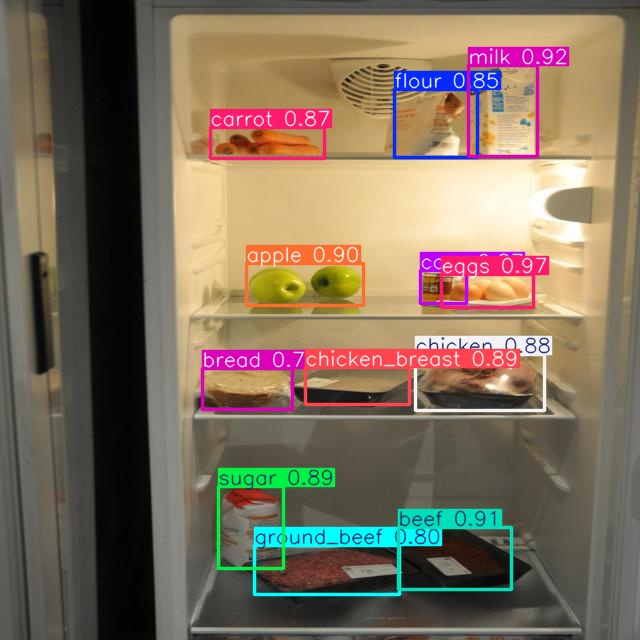 milk 0.92
flour 0.85
carrot 0.87
apple 0.90
eggs 0.97
chicken 0.88
bread 0.7
chicken_breast 0.89
sugar 0.89
beef 0.91
ground_beef 0.80